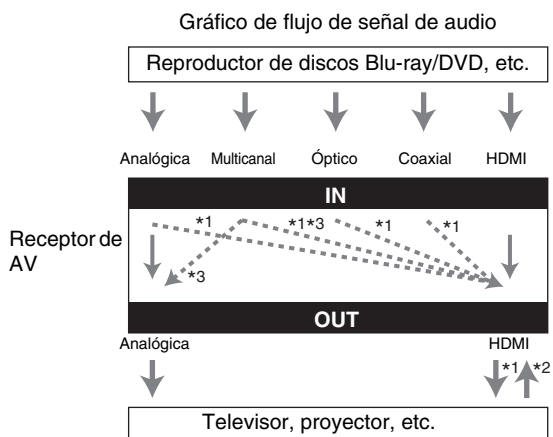 Gráfico de flujo de señal de audio
Reproductor de discos Blu-ray/DVD, etc.
Analógica Multicanal Óptico Coaxial HDMI
IN
*1 *1*3 *1 *1
Receptor de
AV
*3
OUT
Analógica HDMI
*1 *2
Televisor, proyector, etc.